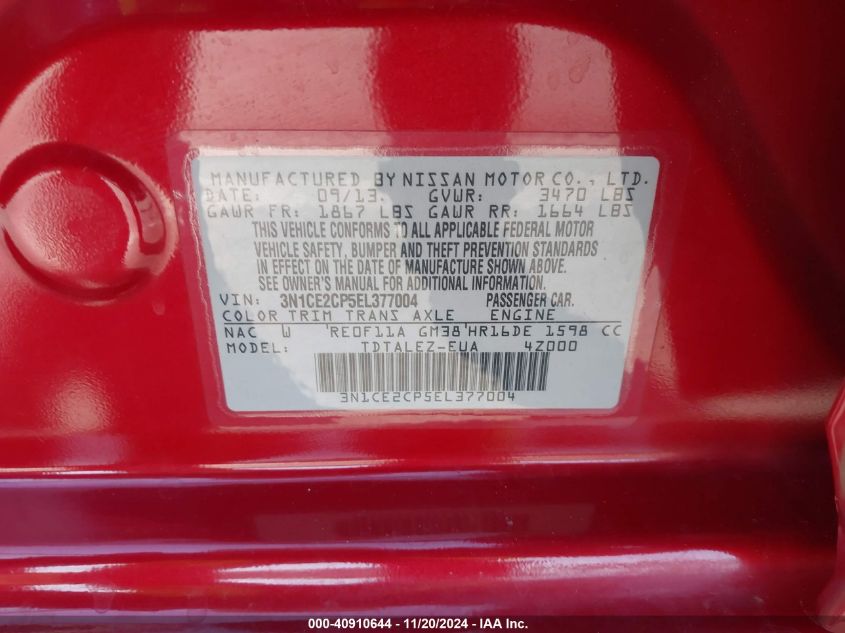 MANUFACTURED BY NISSAN MOTOR CO., LTD.
DATE: 09/13 GVWR: 3470 LBS
GAWR FR: 1867 LBS GAWR RR: 1664 LBS
THIS VEHICLE CONFORMS TO ALL APPLICABLE FEDERAL MOTOR
VEHICLE SAFETY, BUMPER AND THEFT PREVENTION STANDARDS
IN EFFECT ON THE DATE OF MANUFACTURE SHOWN ABOVE.
SEE OWNER'S MANUAL FOR ADDITIONAL INFORMATION.
VIN: 3N1CE2CP5EL377004 PASSENGER CAR.
COLOR TRIM TRANS AXLE ENGINE
NAC W 'RE0F11A GM38'HR16DE 1598 CC
MODEL: TDTALEZ-EUA 4Z000
3N1CE2CP5EL377004
000-40910644 - 11/20/2024 - IAA Inc.